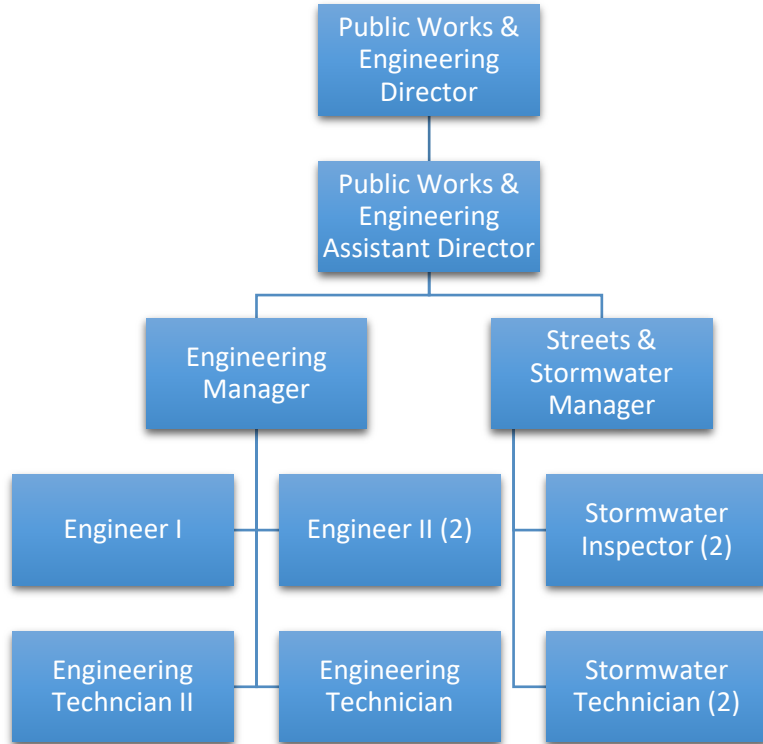 Public Works &
Engineering
Director
Public Works &
Engineering
Assistant Director
Engineering
Manager
Streets &
Stormwater
Manager
Engineer I
Engineer II (2)
Stormwater
Inspector (2)
Engineering
Techncian II
Engineering
Technician
Stormwater
Technician (2)